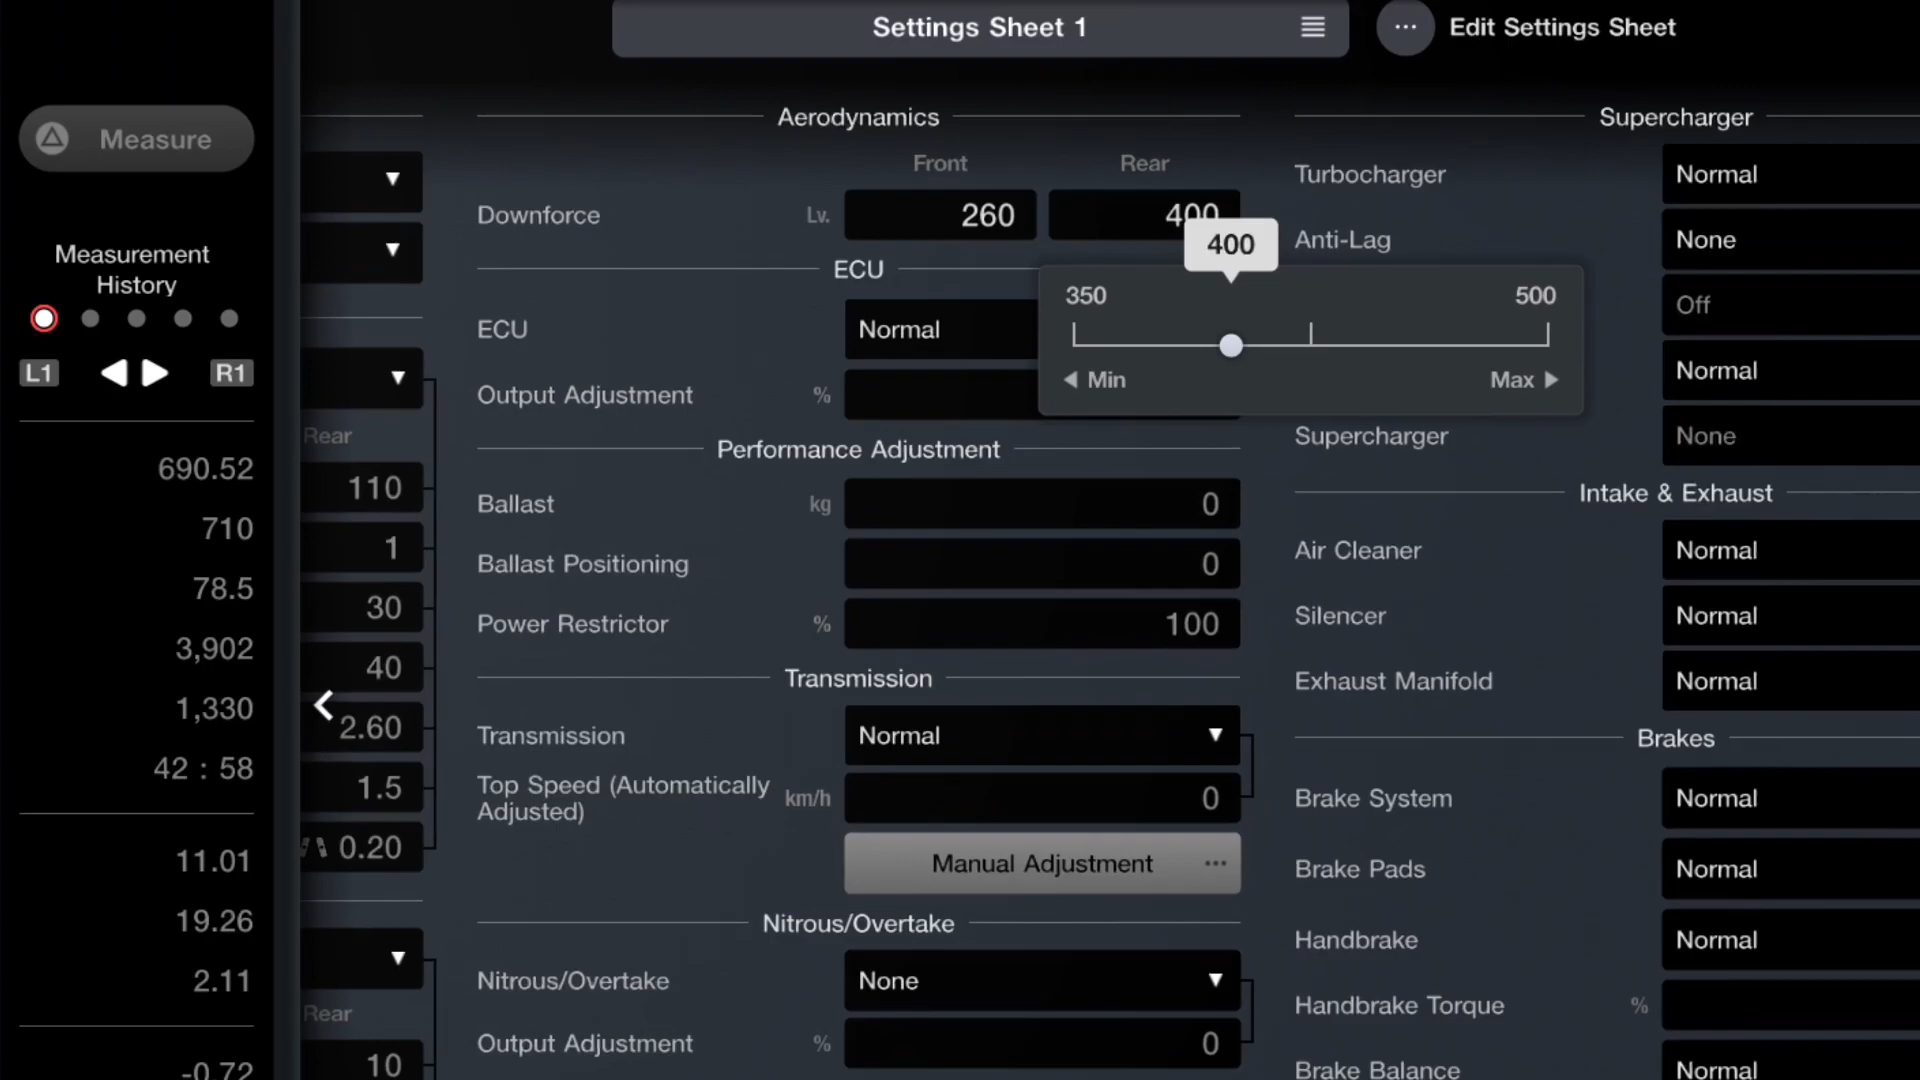 Settings Sheet 1
Edit Settings Sheet
Measure
Measurement
History
L1
R1
690.52
710
78.5
3,902
1,330
42 : 58
11.01
19.26
2.11
-0.72
Rear
110
1
30
40
2.60
1.5
0.20
Rear
10
Aerodynamics
Front Rear
Downforce Lv. 260 400
400
350 500
Min Max
ECU
ECU Normal
Output Adjustment %
Performance Adjustment
Ballast kg 0
Ballast Positioning 0
Power Restrictor % 100
Transmission
Transmission Normal
Top Speed (Automatically
Adjusted) km/h 0
Manual Adjustment ...
Nitrous/Overtake
Nitrous/Overtake None
Output Adjustment % 0
Supercharger
Turbocharger Normal
Anti-Lag None
Off
Normal
Supercharger None
Intake & Exhaust
Air Cleaner Normal
Silencer Normal
Exhaust Manifold Normal
Brakes
Brake System Normal
Brake Pads Normal
Handbrake Normal
Handbrake Torque %
Brake Balance Normal